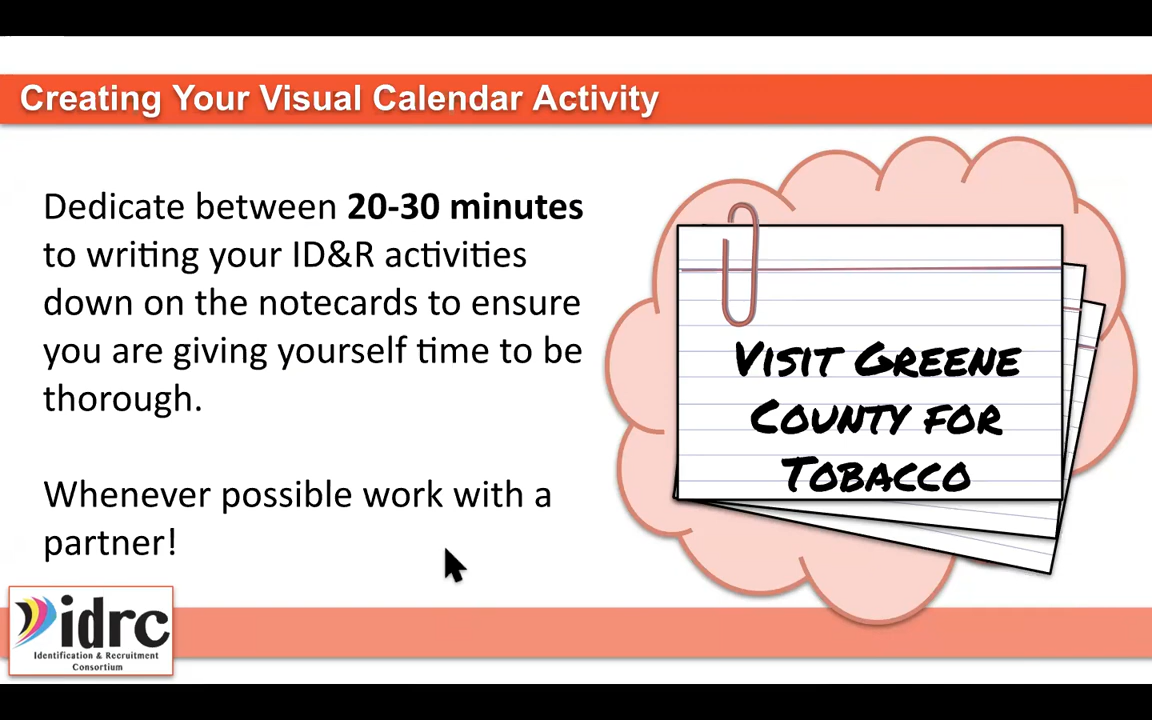 Creating Your Visual Calendar Activity
Dedicate between 20-30 minutes
to writing your ID&R activities
down on the notecards to ensure
you are giving yourself time to be
thorough.
Whenever possible work with a
partner!
Visit Greene
County for
Tobacco
idrc
Identification & Recruitment
Consortium